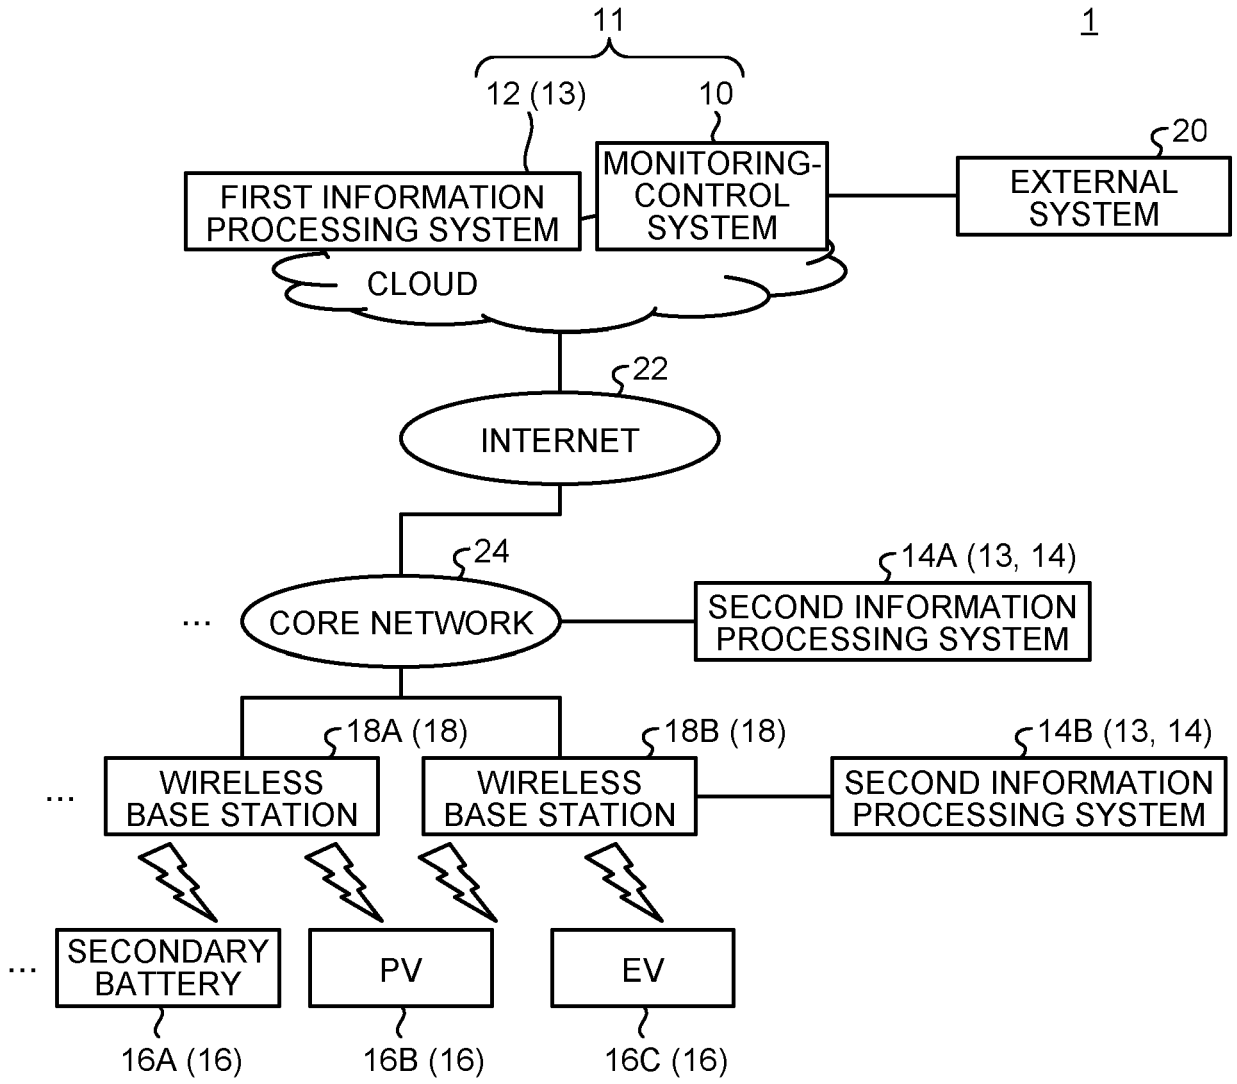 11
1
12 (13)
10
20
FIRST INFORMATION
PROCESSING SYSTEM
MONITORING-
CONTROL
SYSTEM
EXTERNAL
SYSTEM
CLOUD
22
INTERNET
24
14A (13, 14)
...
CORE NETWORK
SECOND INFORMATION
PROCESSING SYSTEM
18A (18)
18B (18)
14B (13, 14)
...
WIRELESS
BASE STATION
WIRELESS
BASE STATION
SECOND INFORMATION
PROCESSING SYSTEM
...
SECONDARY
BATTERY
PV
EV
16A (16)
16B (16)
16C (16)